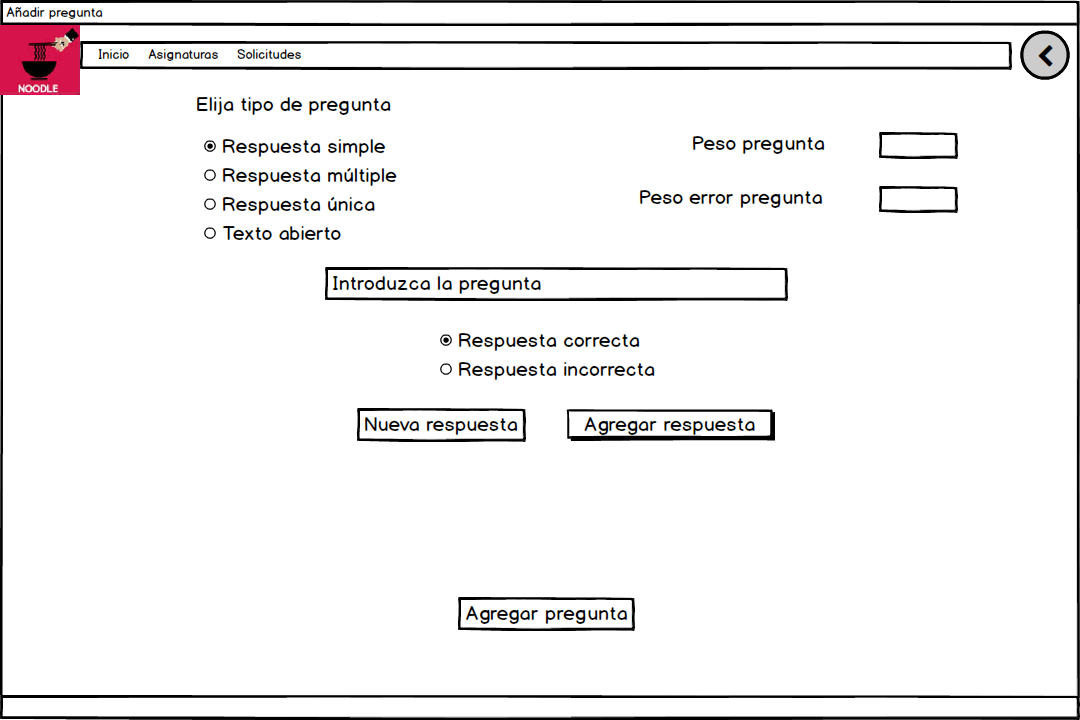 Añadir pregunta
NOODLE
Inicio Asignaturas Solicitudes
Elija tipo de pregunta
Respuesta simple
Respuesta múltiple
Respuesta única
Texto abierto
Peso pregunta
Peso error pregunta
Introduzca la pregunta
Respuesta correcta
Respuesta incorrecta
Nueva respuesta Agregar respuesta
Agregar pregunta